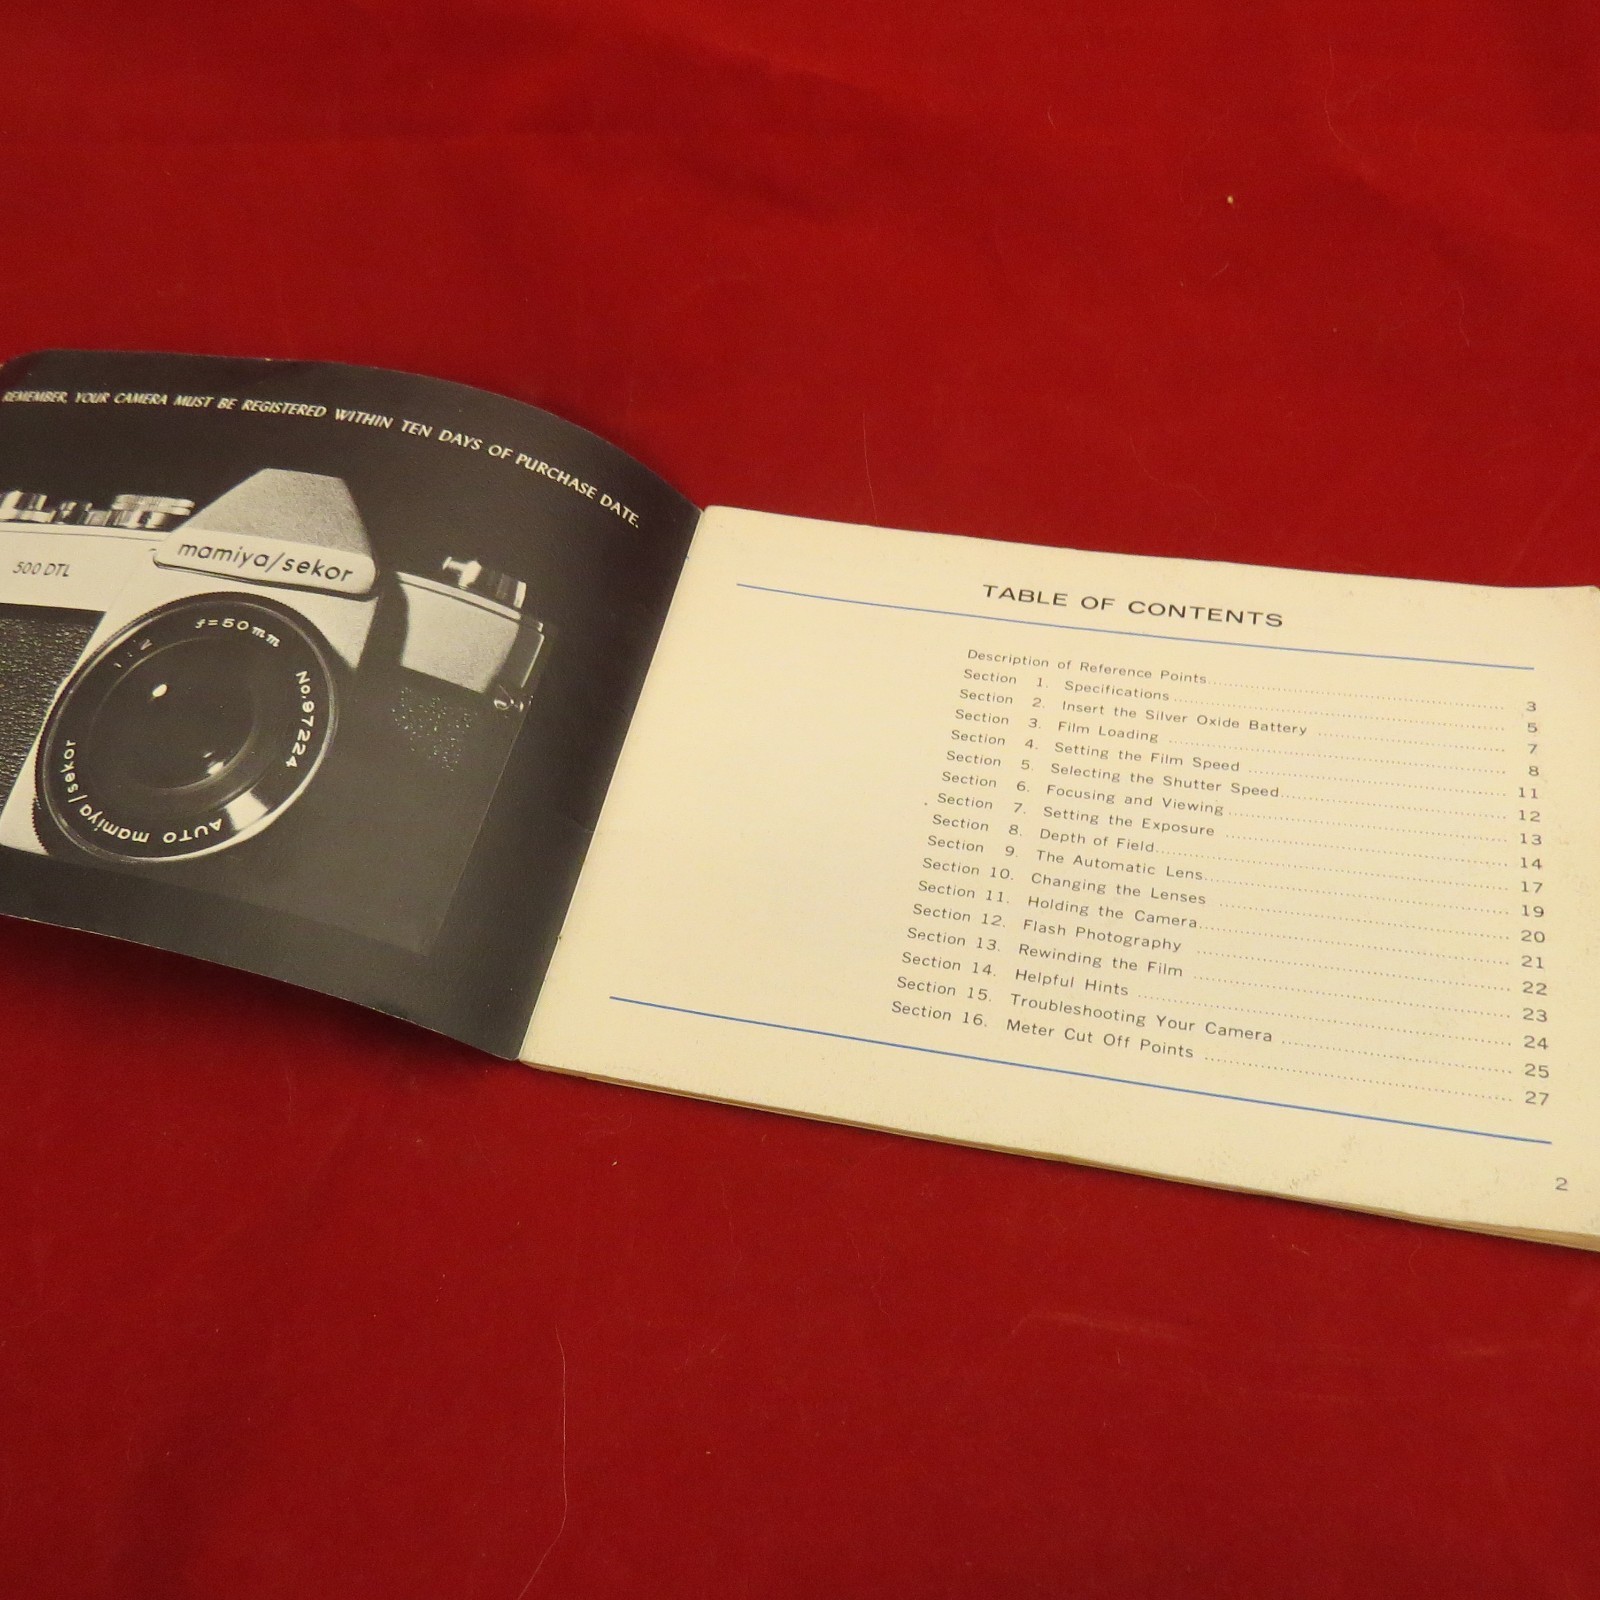 REMEMBER, YOUR CAMERA MUST BE REGISTERED WITHIN TEN DAYS OF PURCHASE DATE.
mamiya/sekor
500 DTL
1:2 f=50mm No.97224
AUTO mamiya/sekor
TABLE OF CONTENTS
Description of Reference Points 3
Section 1. Specifications 5
Section 2. Insert the Silver Oxide Battery 7
Section 3. Film Loading 8
Section 4. Setting the Film Speed 11
Section 5. Selecting the Shutter Speed 12
Section 6. Focusing and Viewing 13
Section 7. Setting the Exposure 14
Section 8. Depth of Field 17
Section 9. The Automatic Lens 19
Section 10. Changing the Lenses 20
Section 11. Holding the Camera 21
Section 12. Flash Photography 22
Section 13. Rewinding the Film 23
Section 14. Helpful Hints 24
Section 15. Troubleshooting Your Camera 25
Section 16. Meter Cut Off Points 27
2